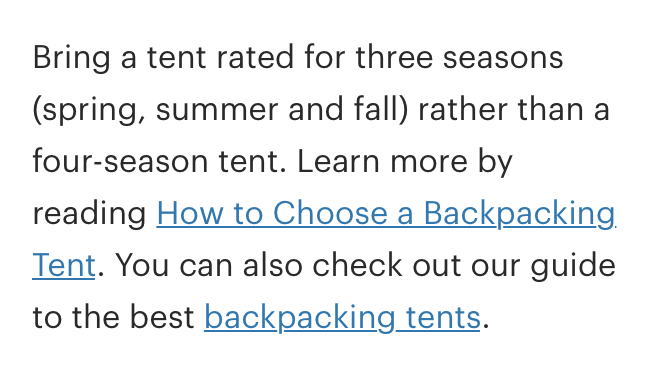 Bring a tent rated for three seasons
(spring, summer and fall) rather than a
four-season tent. Learn more by
reading How to Choose a Backpacking
Tent. You can also check out our guide
to the best backpacking tents.